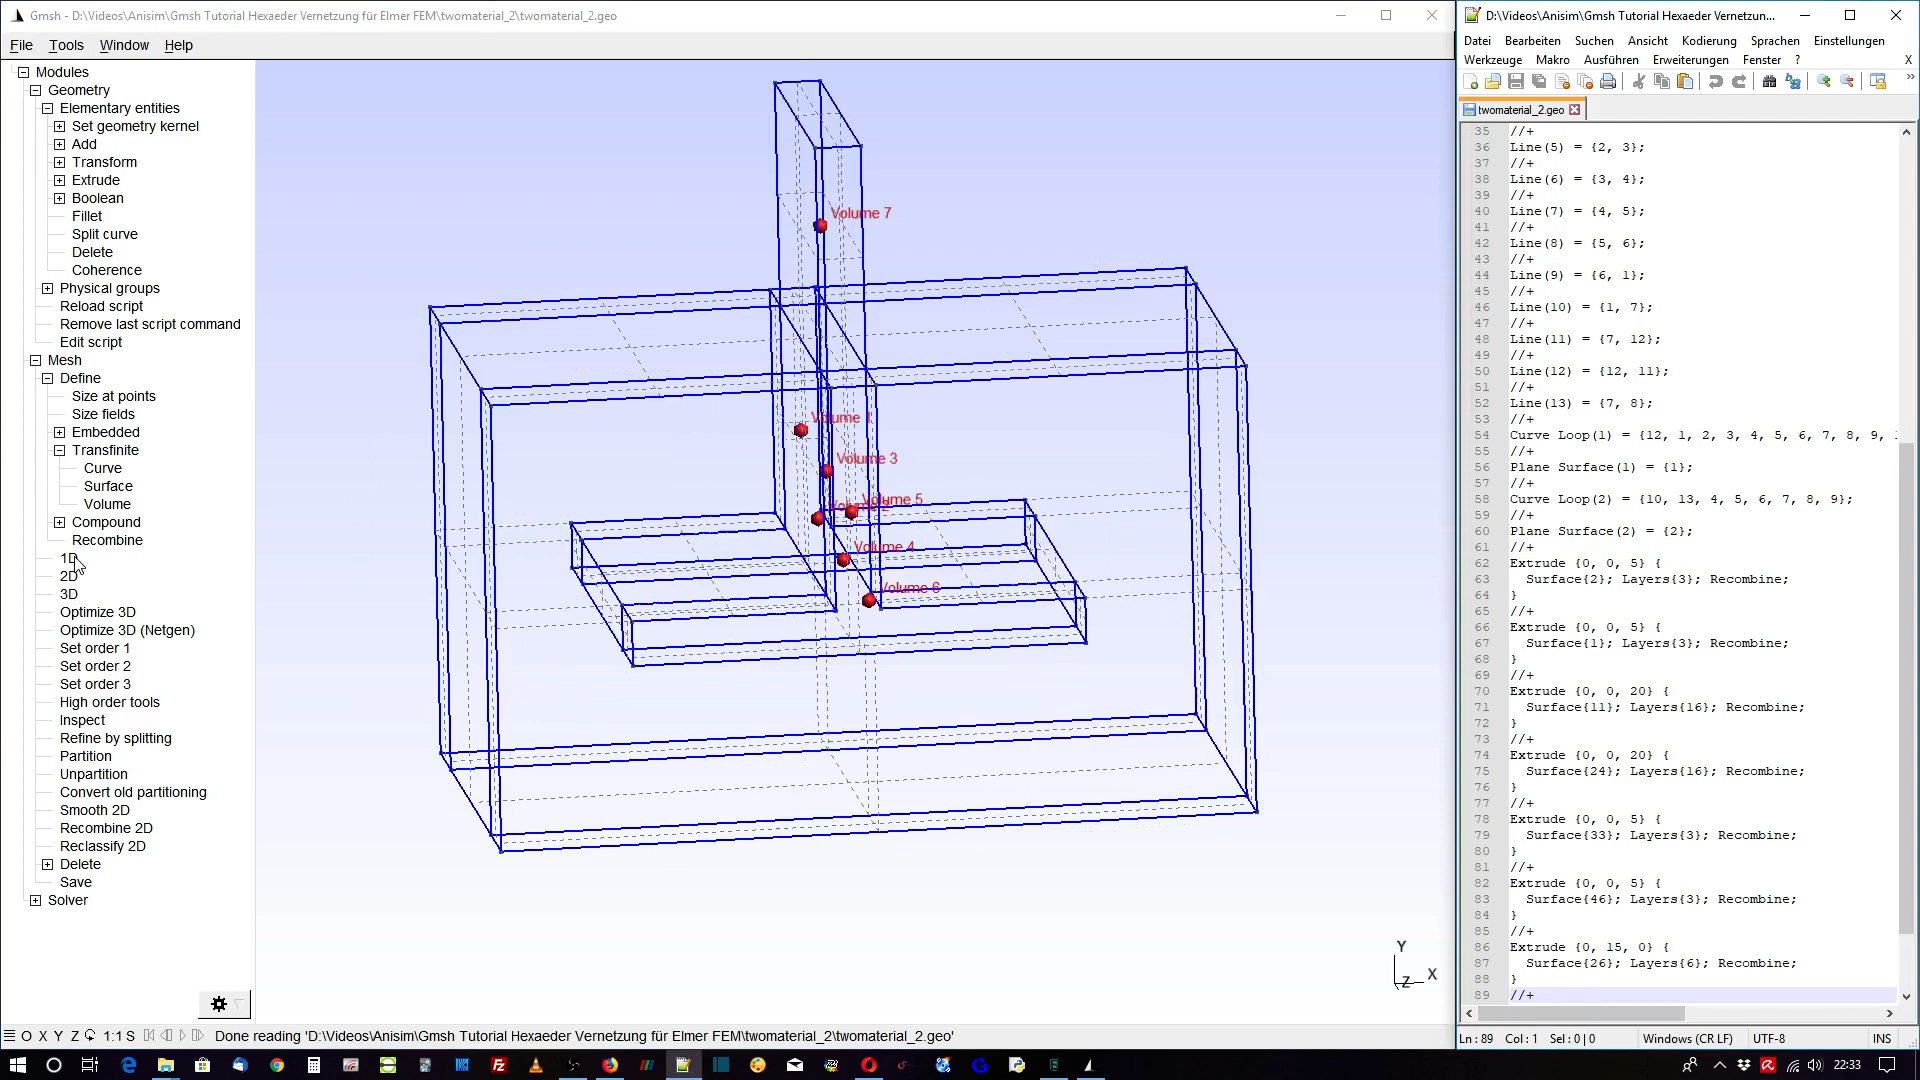 Gmsh - D:\Videos\Anisim\Gmsh Tutorial Hexaeder Vernetzung für Elmer FEM\twomaterial_2\twomaterial_2.geo
File Tools Window Help
Modules
Geometry
Elementary entities
Set geometry kernel
Add
Transform
Extrude
Boolean
Fillet
Split curve
Delete
Coherence
Physical groups
Reload script
Remove last script command
Edit script
Mesh
Define
Size at points
Size fields
Embedded
Transfinite
Curve
Surface
Volume
Compound
Recombine
1D
2D
3D
Optimize 3D
Optimize 3D (Netgen)
Set order 1
Set order 2
Set order 3
High order tools
Inspect
Refine by splitting
Partition
Unpartition
Convert old partitioning
Smooth 2D
Recombine 2D
Reclassify 2D
Delete
Save
Solver
Volume 7
Volume 1
Volume 3
Volume 5
Volume 4
Volume 6
Y
X
Z
O X Y Z 1:1 S Done reading 'D:\Videos\Anisim\Gmsh Tutorial Hexaeder Vernetzung für Elmer FEM\twomaterial_2\twomaterial_2.geo'
D:\Videos\Anisim\Gmsh Tutorial Hexaeder Vernetzun...
Datei Bearbeiten Suchen Ansicht Kodierung Sprachen Einstellungen
Werkzeuge Makro Ausführen Erweiterungen Fenster ? X
twomaterial_2.geo
35 //+
36 Line(5) = {2, 3};
37 //+
38 Line(6) = {3, 4};
39 //+
40 Line(7) = {4, 5};
41 //+
42 Line(8) = {5, 6};
43 //+
44 Line(9) = {6, 1};
45 //+
46 Line(10) = {1, 7};
47 //+
48 Line(11) = {7, 12};
49 //+
50 Line(12) = {12, 11};
51 //+
52 Line(13) = {7, 8};
53 //+
54 Curve Loop(1) = {12, 1, 2, 3, 4, 5, 6, 7, 8, 9,
55 //+
56 Plane Surface(1) = {1};
57 //+
58 Curve Loop(2) = {10, 13, 4, 5, 6, 7, 8, 9};
59 //+
60 Plane Surface(2) = {2};
61 //+
62 Extrude {0, 0, 5} {
63 Surface{2}; Layers{3}; Recombine;
64 }
65 //+
66 Extrude {0, 0, 5} {
67 Surface{1}; Layers{3}; Recombine;
68 }
69 //+
70 Extrude {0, 0, 20} {
71 Surface{11}; Layers{16}; Recombine;
72 }
73 //+
74 Extrude {0, 0, 20} {
75 Surface{24}; Layers{16}; Recombine;
76 }
77 //+
78 Extrude {0, 0, 5} {
79 Surface{33}; Layers{3}; Recombine;
80 }
81 //+
82 Extrude {0, 0, 5} {
83 Surface{46}; Layers{3}; Recombine;
84 }
85 //+
86 Extrude {0, 15, 0} {
87 Surface{26}; Layers{6}; Recombine;
88 }
89 //+
Ln : 89 Col : 1 Sel : 0 | 0 Windows (CR LF) UTF-8 INS
22:33